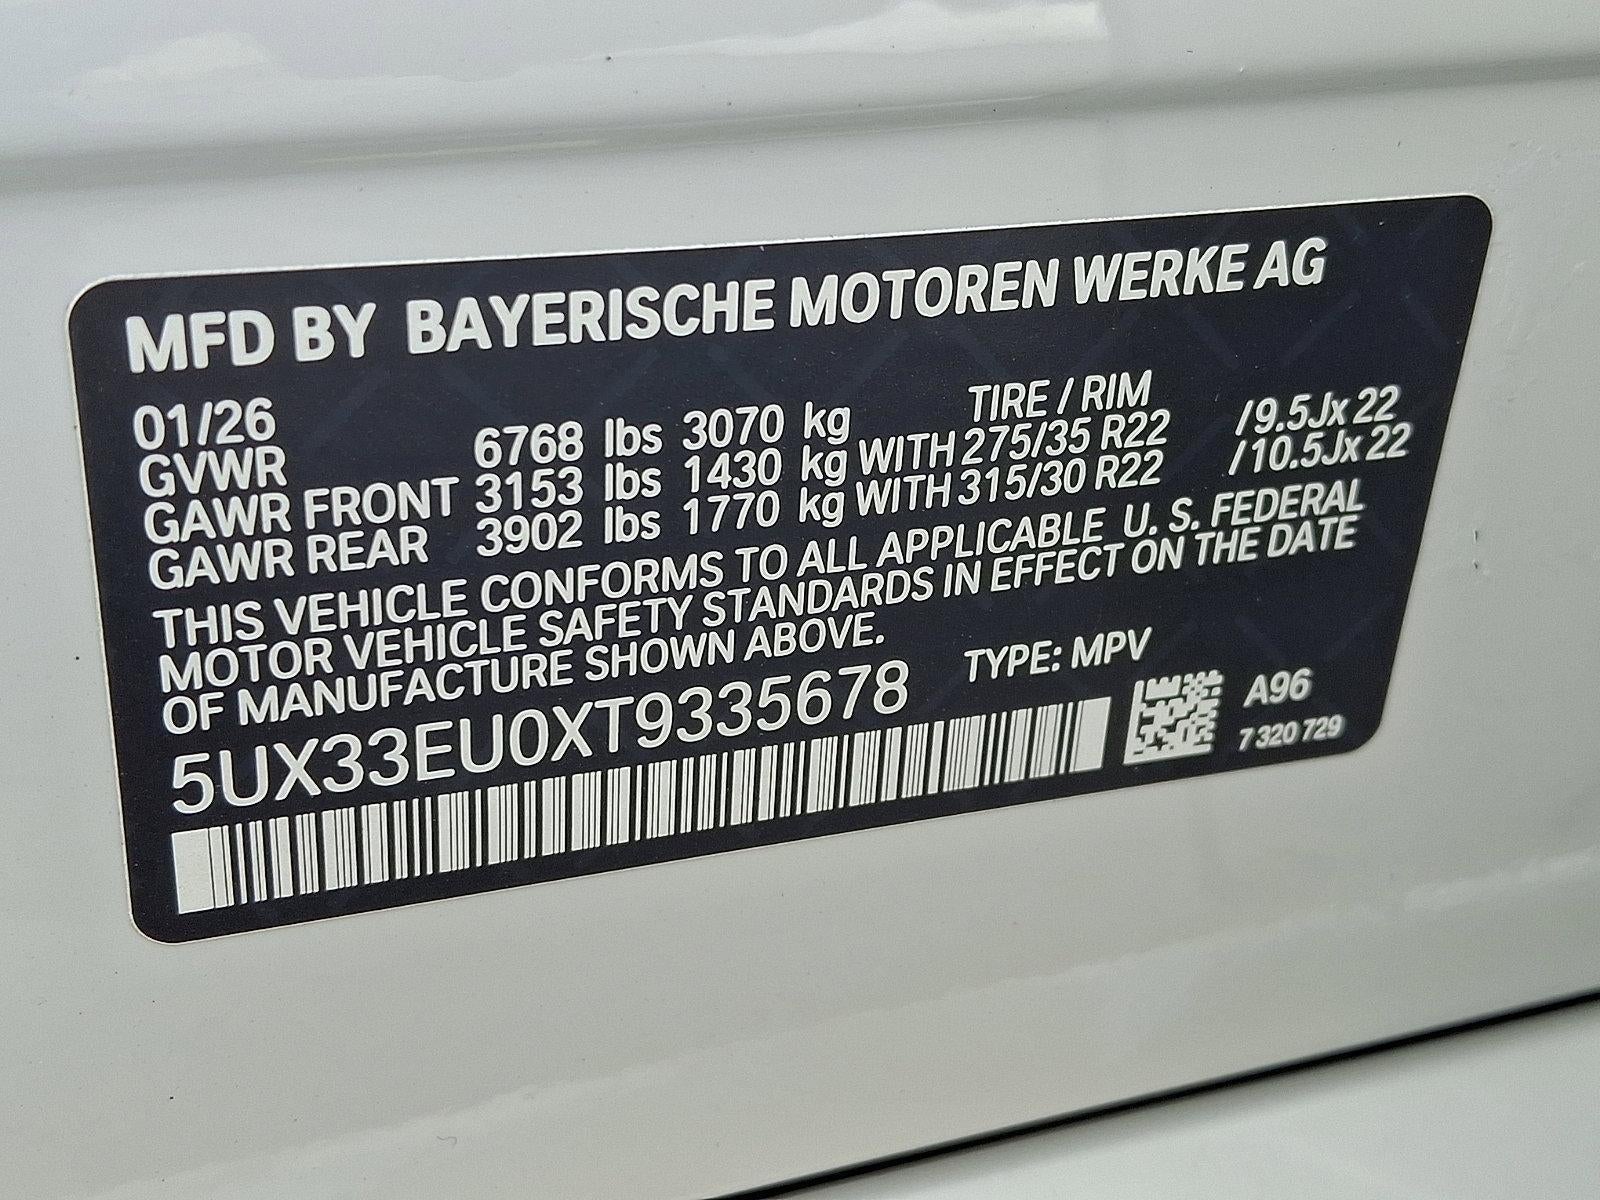 MFD BY BAYERISCHE MOTOREN WERKE AG
01/26 TIRE / RIM
GVWR 6768 lbs 3070 kg
GAWR FRONT 3153 lbs 1430 kg WITH 275/35 R22 /9.5Jx 22
GAWR REAR 3902 lbs 1770 kg WITH 315/30 R22 /10.5Jx 22
THIS VEHICLE CONFORMS TO ALL APPLICABLE U. S. FEDERAL
MOTOR VEHICLE SAFETY STANDARDS IN EFFECT ON THE DATE
OF MANUFACTURE SHOWN ABOVE.
5UX33EU0XT9335678 TYPE: MPV
A96
7 320 729